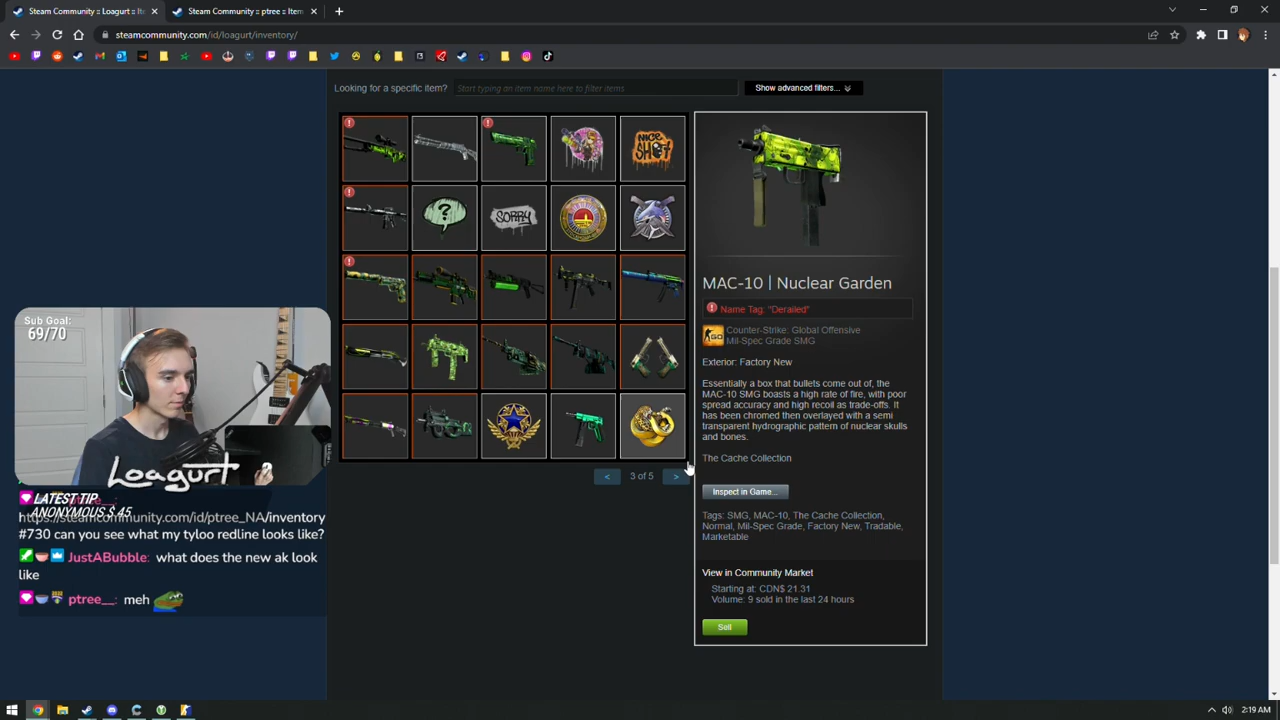 Steam Community :: Loagurt :: It
Steam Community :: ptree :: Item
steamcommunity.com/id/loagurt/inventory/
Looking for a specific item?
Start typing an item name here to filter items
Show advanced filters...
NICE SHOT
?
SORRY
MAC-10 | Nuclear Garden
Name Tag: "Derailed"
Counter-Strike: Global Offensive
Mil-Spec Grade SMG
Exterior: Factory New
Essentially a box that bullets come out of, the
MAC-10 SMG boasts a high rate of fire, with poor
spread accuracy and high recoil as trade-offs. It
has been chromed then overlayed with a semi
transparent hydrographic pattern of nuclear skulls
and bones.
The Cache Collection
Inspect in Game...
Tags: SMG, MAC-10, The Cache Collection,
Normal, Mil-Spec Grade, Factory New, Tradable,
Marketable
View in Community Market
Starting at: CDN$ 21.31
Volume: 9 sold in the last 24 hours
Sell
<
3 of 5
>
Sub Goal:
69/70
Loagurt
LATEST TIP
ANONYMOUS $ 45
https://steamcommunity.com/id/ptree_NA/inventory
#730 can you see what my tyloo redline looks like?
JustABubble: what does the new ak look
like
ptree__: meh
2:19 AM